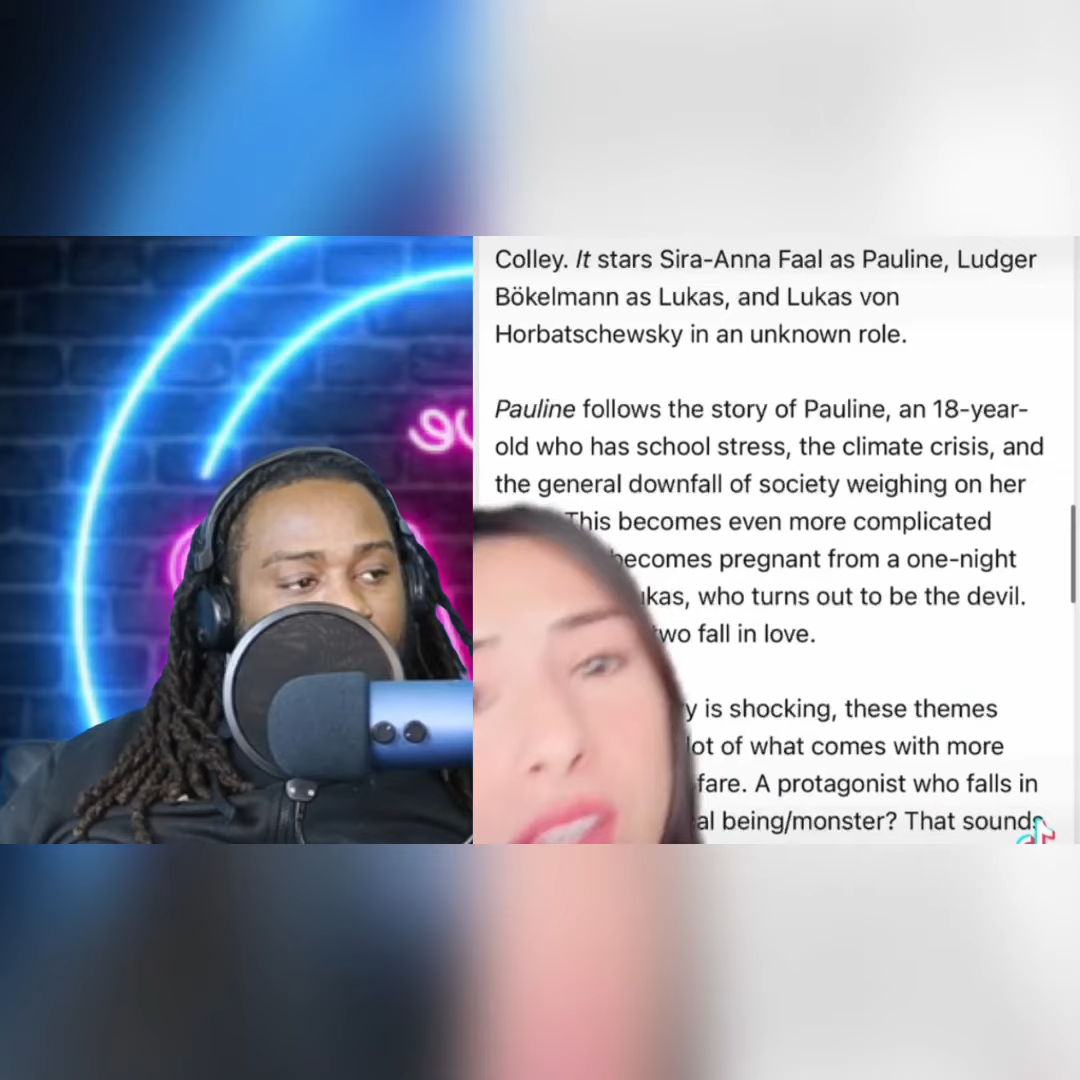 Colley. It stars Sira-Anna Faal as Pauline, Ludger
Bökelmann as Lukas, and Lukas von
Horbatschewsky in an unknown role.
Pauline follows the story of Pauline, an 18-year-
old who has school stress, the climate crisis, and
the general downfall of society weighing on her
This becomes even more complicated
becomes pregnant from a one-night
who turns out to be the devil.
two fall in love.
is shocking, these themes
lot of what comes with more
fare. A protagonist who falls in
being/monster? That sounds